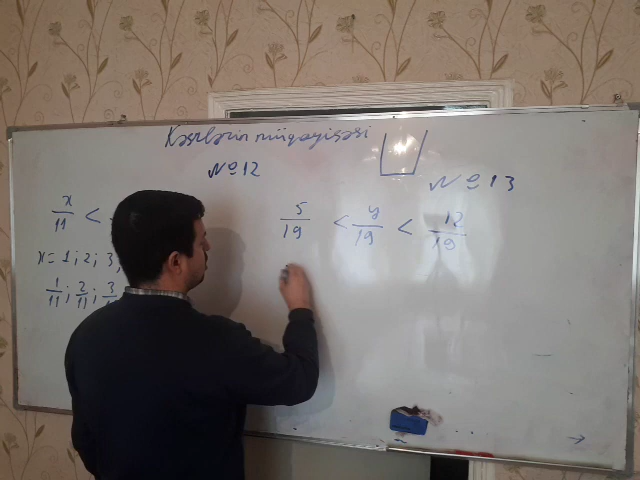 Kəsrlərin müqayisəsi
№12
x/11 <
x = 1; 2; 3,
1/11; 2/11; 3/11
№13
5/19 < y/19 < 12/19